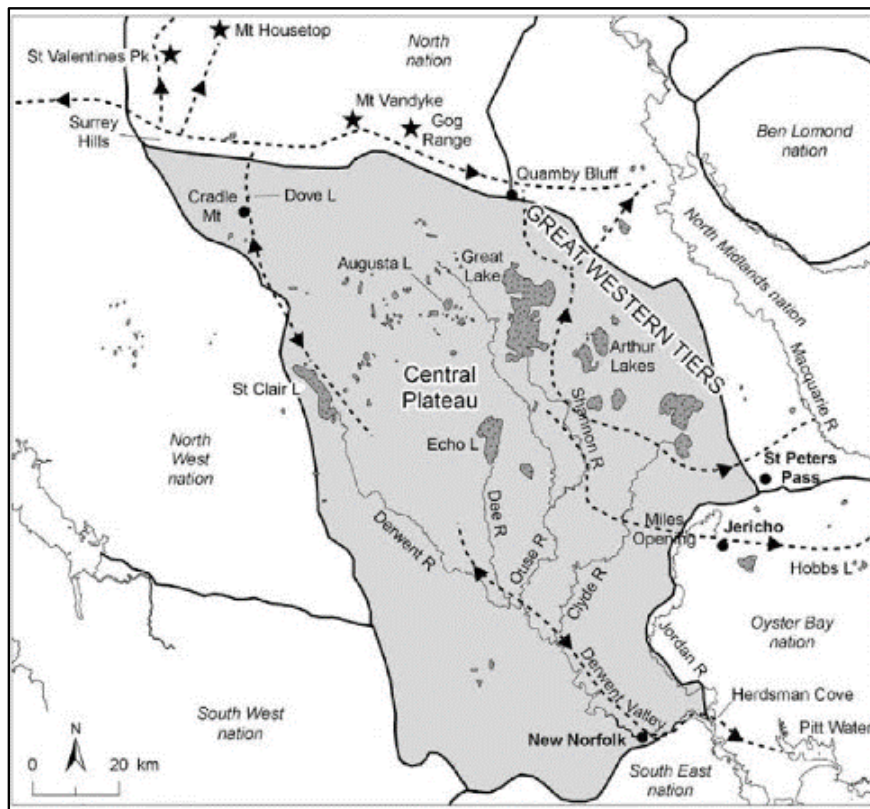 Mt Housetop
St Valentines Pk
North
nation
Mt Vandyke
Gog
Range
Surrey
Hills
Ben Lomond
nation
Quamby Bluff
Cradle
Mt
Dove L
GREAT WESTERN TIERS
North Midlands nation
Great
Lake
Augusta L
Arthur
Lakes
Macquarie R
Central
Plateau
St Clair L
Shannon R
North
West
nation
Echo L
St Peters
Pass
Dee R
Miles
Opening
Jericho
Derwent R
Ouse R
Clyde R
Hobbs L
Oyster Bay
nation
Jordan R
Derwent Valley
Herdsman Cove
South West
nation
Pitt Water
New Norfolk
N
South East
nation
0 20 km